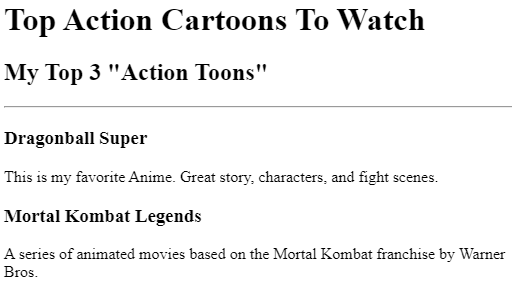 Top Action Cartoons To Watch
My Top 3 "Action Toons"
Dragonball Super
This is my favorite Anime. Great story, characters, and fight scenes.
Mortal Kombat Legends
A series of animated movies based on the Mortal Kombat franchise by Warner
Bros.